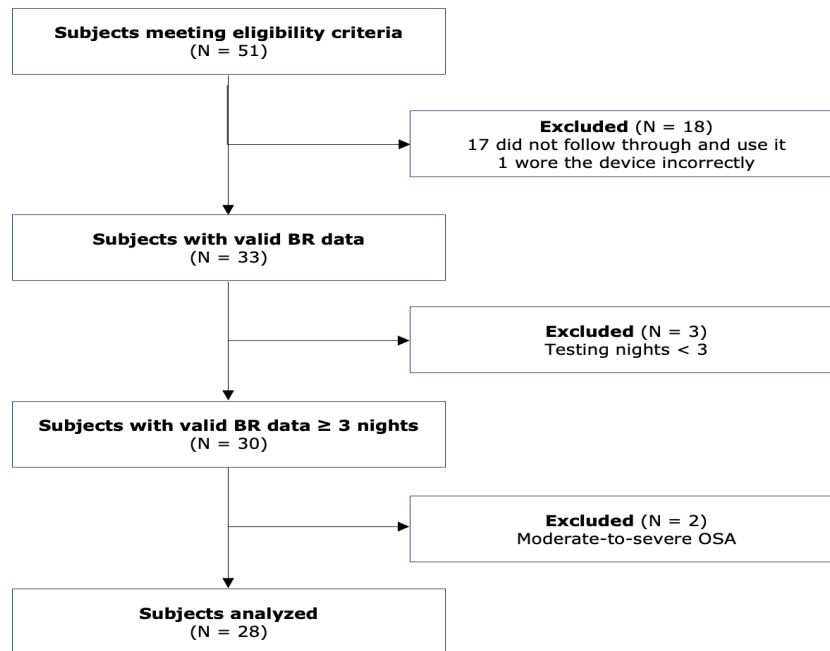 Subjects meeting eligibility criteria
(N = 51)
Excluded (N = 18)
17 did not follow through and use it
1 wore the device incorrectly
Subjects with valid BR data
(N = 33)
Excluded (N = 3)
Testing nights < 3
Subjects with valid BR data ≥ 3 nights
(N = 30)
Excluded (N = 2)
Moderate-to-severe OSA
Subjects analyzed
(N = 28)